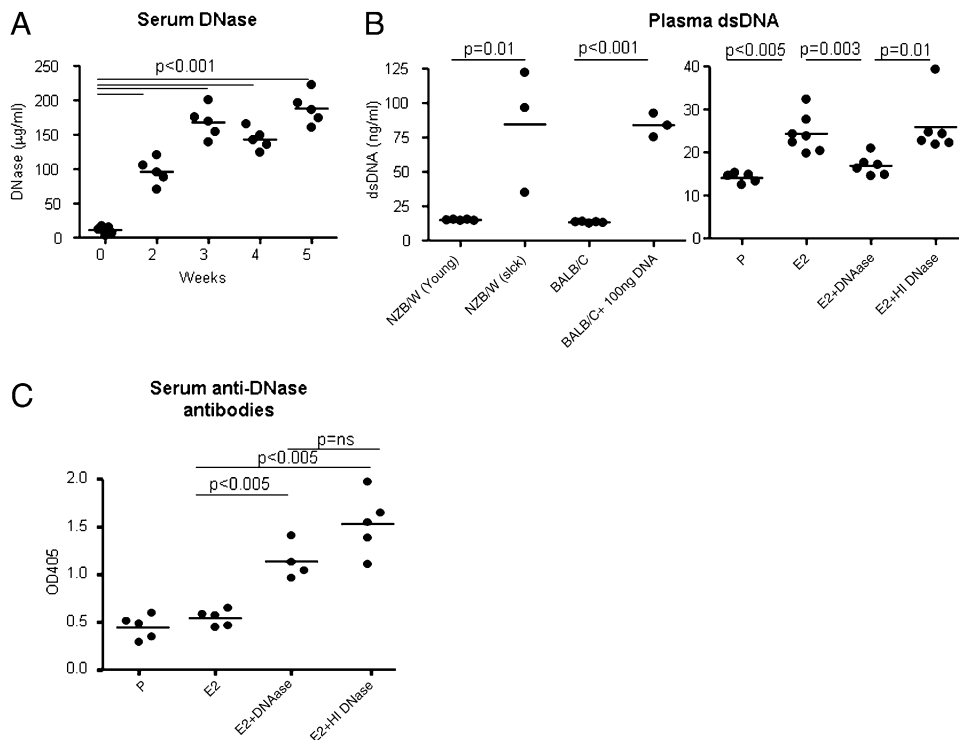 A
Serum DNase
p<0.001
250
200
150
100
50
0
DNase (μg/ml)
0 2 3 4 5
Weeks
B
Plasma dsDNA
p=0.01 p<0.001
125
100
75
50
25
0
dsDNA (ng/ml)
NZB/W (Young)
NZB/W (sIck)
BALB/C
BALB/C+ 100ng DNA
p<0.005 p=0.003 p=0.01
40
30
20
10
0
P
E2
E2+DNAase
E2+HI DNase
C
Serum anti-DNase
antibodies
p=ns
p<0.005
p<0.005
2.0
1.5
1.0
0.5
0.0
OD405
P
E2
E2+DNAase
E2+HI DNase